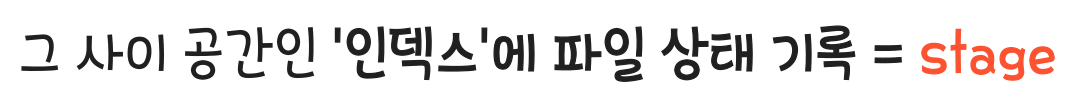 그 사이 공간인 '인덱스'에 파일 상태 기록 = stage